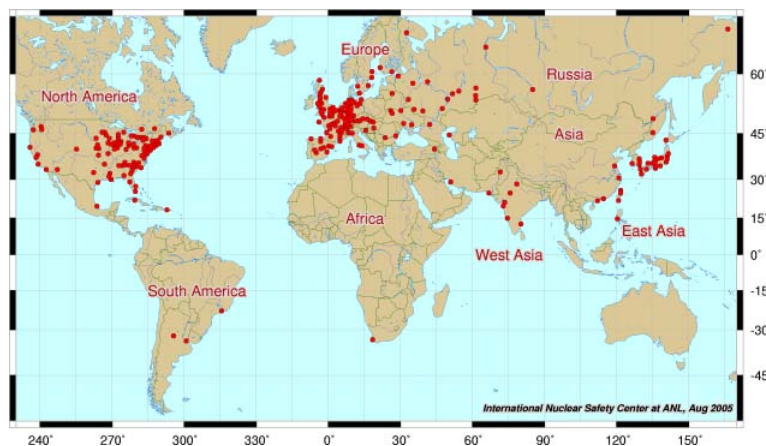 Europe
Russia
60°
North America
Asia
45°
30°
Africa
15°
East Asia
West Asia
0°
South America
-15°
-30°
-45°
International Nuclear Safety Center at ANL, Aug 2005
240° 270° 300° 330° 0° 30° 60° 90° 120° 150°